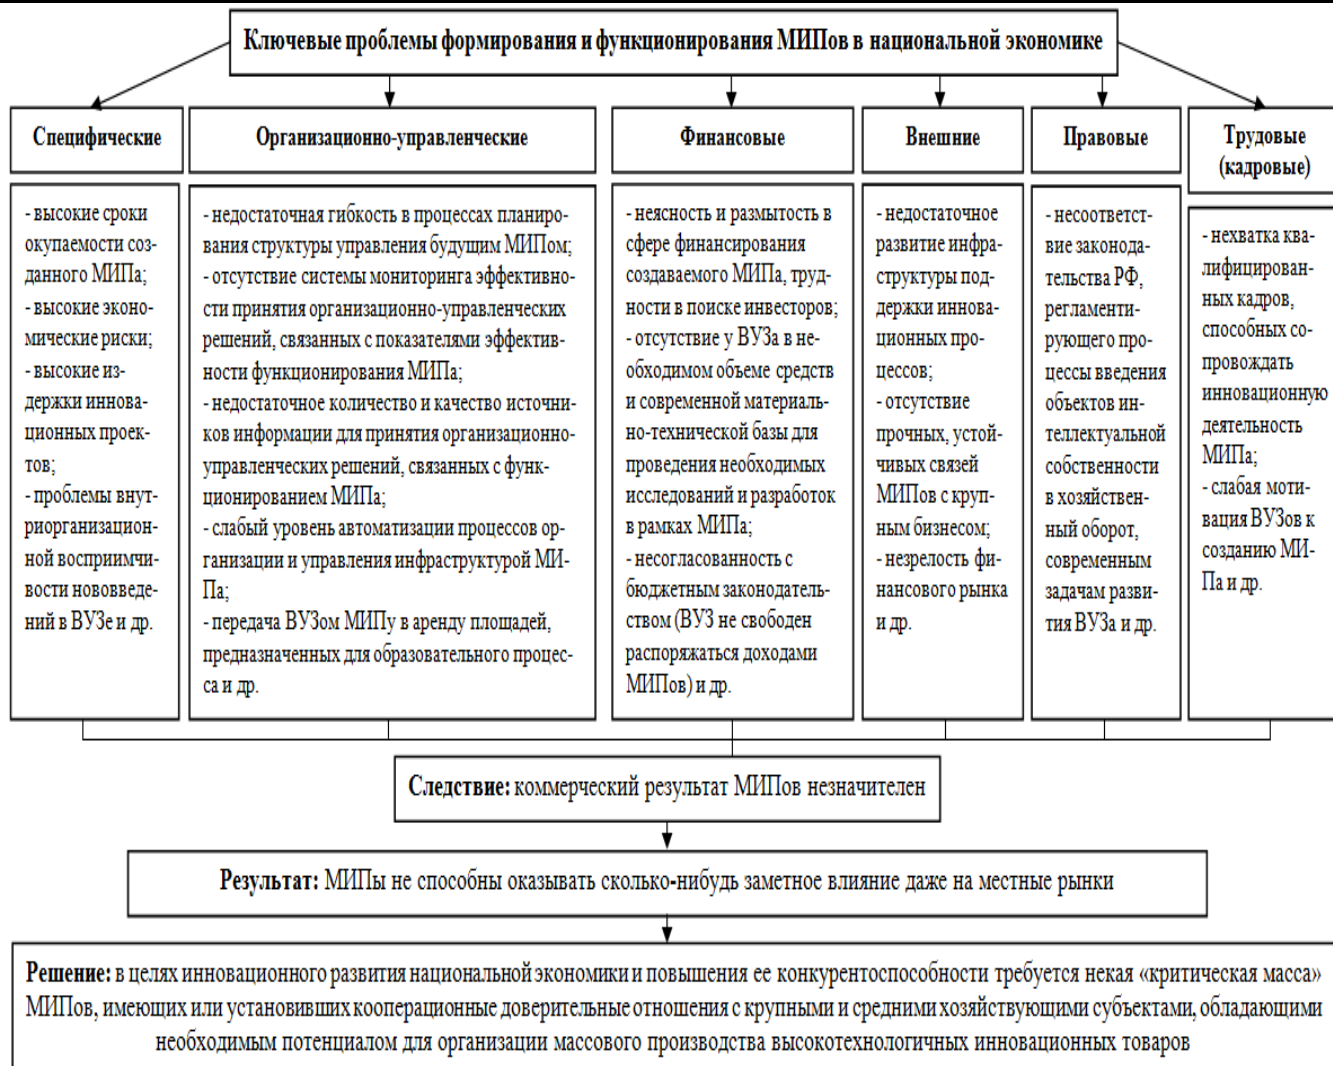 Ключевые проблемы формирования и функционирования МИПов в национальной экономике
Специфические
- высокие сроки
окупаемости соз-
данного МИПа;
- высокие эконо-
мические риски;
- высокие из-
держки иннова-
ционных проек-
тов;
- проблемы внут-
риорганизацион-
ной восприимчи-
вости нововведе-
ний в ВУЗе и др.
Организационно-управленческие
- недостаточная гибкость в процессах планиро-
вания структуры управления будущим МИПом;
- отсутствие системы мониторинга эффективно-
сти принятия организационно-управленческих
решений, связанных с показателями эффектив-
ности функционирования МИПа;
- недостаточное количество и качество источни-
ков информации для принятия организационно-
управленческих решений, связанных с функ-
ционированием МИПа;
- слабый уровень автоматизации процессов ор-
ганизации и управления инфраструктурой МИ-
Па;
- передача ВУЗом МИПу в аренду площадей,
предназначенных для образовательного процес-
са и др.
Финансовые
- неясность и размытость в
сфере финансирования
создаваемого МИПа, труд-
ности в поиске инвесторов;
- отсутствие у ВУЗа в не-
обходимом объеме средств
и современной материаль-
но-технической базы для
проведения необходимых
исследований и разработок
в рамках МИПа;
- несогласованность с
бюджетным законодатель-
ством (ВУЗ не свободен
распоряжаться доходами
МИПов) и др.
Внешние
- недостаточное
развитие инфра-
структуры под-
держки иннова-
ционных про-
цессов;
- отсутствие
прочных, устой-
чивых связей
МИПов с круп-
ным бизнесом;
- незрелость фи-
нансового рынка
и др.
Правовые
- несоответст-
вие законода-
тельства РФ,
регламенти-
рующего про-
цессы введения
объектов ин-
теллектуальной
собственности
в хозяйствен-
ный оборот,
современным
задачам разви-
тия ВУЗа и др.
Трудовые
(кадровые)
- нехватка ква-
лифицирован-
ных кадров,
способных со-
провождать
инновационную
деятельность
МИПа;
- слабая моти-
вация ВУЗов к
созданию МИ-
Па и др.
Следствие: коммерческий результат МИПов незначителен
Результат: МИПы не способны оказывать сколько-нибудь заметное влияние даже на местные рынки
Решение: в целях инновационного развития национальной экономики и повышения ее конкурентоспособности требуется некая «критическая масса»
МИПов, имеющих или установивших кооперационные доверительные отношения с крупными и средними хозяйствующими субъектами, обладающими
необходимым потенциалом для организации массового производства высокотехнологичных инновационных товаров